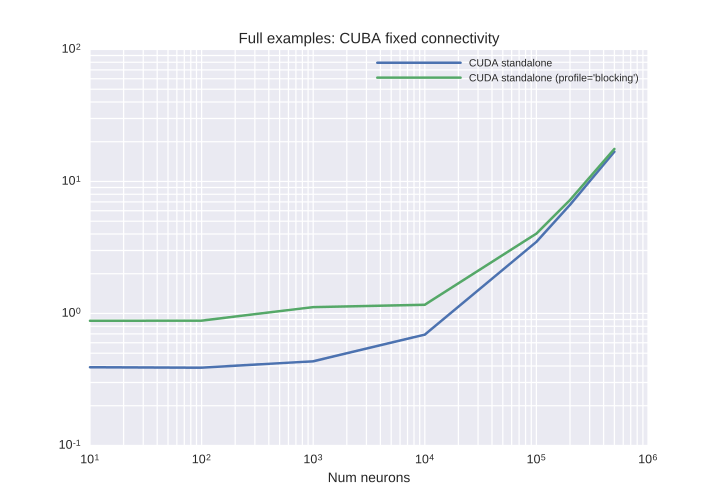 Full examples: CUBA fixed connectivity
10²
CUDA standalone
CUDA standalone (profile='blocking')
10¹
10⁰
10⁻¹
10¹ 10² 10³ 10⁴ 10⁵ 10⁶
Num neurons